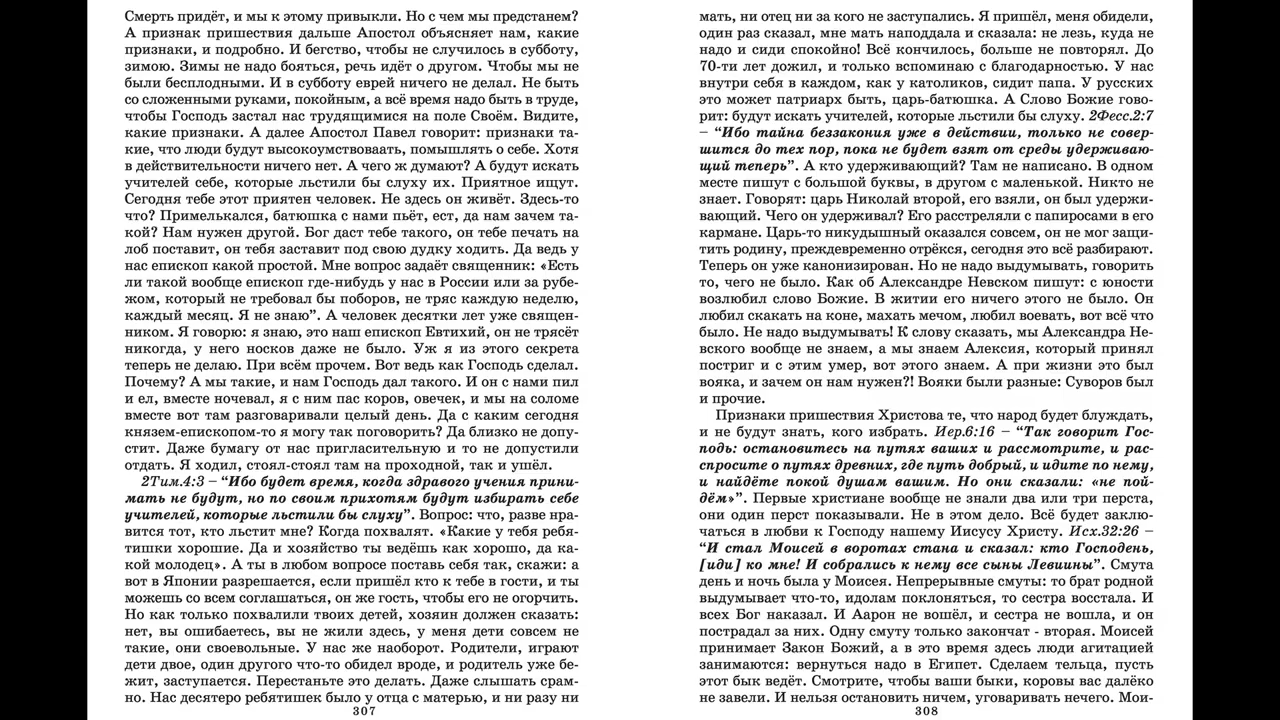 Смерть придёт, и мы к этому привыкли. Но с чем мы предстанем?
А признак пришествия дальше Апостол объясняет нам, какие
признаки, и подробно. И бегство, чтобы не случилось в субботу,
зимою. Зимы не надо бояться, речь идёт о другом. Чтобы мы не
были бесплодными. И в субботу еврей ничего не делал. Не быть
со сложенными руками, покойным, а всё время надо быть в труде,
чтобы Господь застал нас трудящимися на поле Своём. Видите,
какие признаки. А далее Апостол Павел говорит: признаки та-
кие, что люди будут высокоумствоваать, помышлять о себе. Хотя
в действительности ничего нет. А чего ж думают? А будут искать
учителей себе, которые льстили бы слуху их. Приятное ищут.
Сегодня тебе этот приятен человек. Не здесь он живёт. Здесь-то
что? Примелькался, батюшка с нами пьёт, ест, да нам зачем та-
кой? Нам нужен другой. Бог даст тебе такого, он тебе печать на
лоб поставит, он тебя заставит под свою дудку ходить. Да ведь у
нас епископ какой простой. Мне вопрос задаёт священник: «Есть
ли такой вообще епископ где-нибудь у нас в России или за рубе-
жом, который не требовал бы поборов, не тряс каждую неделю,
каждый месяц. Я не знаю”. А человек десятки лет уже священ-
ником. Я говорю: я знаю, это наш епископ Евтихий, он не трясёт
никогда, у него носков даже не было. Уж я из этого секрета
теперь не делаю. При всём прочем. Вот ведь как Господь сделал.
Почему? А мы такие, и нам Господь дал такого. И он с нами пил
и ел, вместе ночевал, я с ним пас коров, овечек, и мы на соломе
вместе вот там разговаривали целый день. Да с каким сегодня
князем-епископом-то я могу так поговорить? Да близко не допу-
стит. Даже бумагу от нас пригласительную и то не допустили
отдать. Я ходил, стоял-стоял там на проходной, так и ушёл.
2Тим.4:3 – “Ибо будет время, когда здравого учения прини-
мать не будут, но по своим прихотям будут избирать себе
учителей, которые льстили бы слуху”. Вопрос: что, разве нра-
вится тот, кто льстит мне? Когда похвалят. «Какие у тебя ребя-
тишки хорошие. Да и хозяйство ты ведёшь как хорошо, да ка-
кой молодец». А ты в любом вопросе поставь себя так, скажи: а
вот в Японии разрешается, если пришёл кто к тебе в гости, и ты
можешь со всем соглашаться, он же гость, чтобы его не огорчить.
Но как только похвалили твоих детей, хозяин должен сказать:
нет, вы ошибаетесь, вы не жили здесь, у меня дети совсем не
такие, они своевольные. У нас же наоборот. Родители, играют
дети двое, один другого что-то обидел вроде, и родитель уже бе-
жит, заступается. Перестаньте это делать. Даже слышать срам-
но. Нас десятеро ребятишек было у отца с матерью, и ни разу ни
307
мать, ни отец ни за кого не заступались. Я пришёл, меня обидели,
один раз сказал, мне мать наподдала и сказала: не лезь, куда не
надо и сиди спокойно! Всё кончилось, больше не повторял. До
70-ти лет дожил, и только вспоминаю с благодарностью. У нас
внутри себя в каждом, как у католиков, сидит папа. У русских
это может патриарх быть, царь-батюшка. А Слово Божие гово-
рит: будут искать учителей, которые льстили бы слуху. 2Фесс.2:7
– “Ибо тайна беззакония уже в действии, только не совер-
шится до тех пор, пока не будет взят от среды удерживаю-
щий теперь”. А кто удерживающий? Там не написано. В одном
месте пишут с большой буквы, в другом с маленькой. Никто не
знает. Говорят: царь Николай второй, его взяли, он был удержи-
вающий. Чего он удерживал? Его расстреляли с папиросами в его
кармане. Царь-то никудышный оказался совсем, он не мог защи-
тить родину, преждевременно отрёкся, сегодня это всё разбирают.
Теперь он уже канонизирован. Но не надо выдумывать, говорить
то, чего не было. Как об Александре Невском пишут: с юности
возлюбил слово Божие. В житии его ничего этого не было. Он
любил скакать на коне, махать мечом, любил воевать, вот всё что
было. Не надо выдумывать! К слову сказать, мы Александра Не-
вского вообще не знаем, а мы знаем Алексия, который принял
постриг и с этим умер, вот этого знаем. А при жизни это был
вояка, и зачем он нам нужен?! Вояки были разные: Суворов был
и прочие.
Признаки пришествия Христова те, что народ будет блуждать,
и не будут знать, кого избрать. Иер.6:16 – “Так говорит Гос-
подь: остановитесь на путях ваших и рассмотрите, и рас-
спросите о путях древних, где путь добрый, и идите по нему,
и найдёте покой душам вашим. Но они сказали: «не пой-
дём»”. Первые христиане вообще не знали два или три перста,
они один перст показывали. Не в этом дело. Всё будет заклю-
чаться в любви к Господу нашему Иисусу Христу. Исх.32:26 –
“И стал Моисей в воротах стана и сказал: кто Господень,
[иди] ко мне! И собрались к нему все сыны Левиины”. Смута
день и ночь была у Моисея. Непрерывные смуты: то брат родной
выдумывает что-то, идолам поклоняться, то сестра восстала. И
всех Бог наказал. И Аарон не вошёл, и сестра не вошла, и он
пострадал за них. Одну смуту только закончат - вторая. Моисей
принимает Закон Божий, а в это время здесь люди агитацией
занимаются: вернуться надо в Египет. Сделаем тельца, пусть
этот бык ведёт. Смотрите, чтобы ваши быки, коровы вас далёко
не завели. И нельзя остановить ничем, уговаривать нечего. Мои-
308